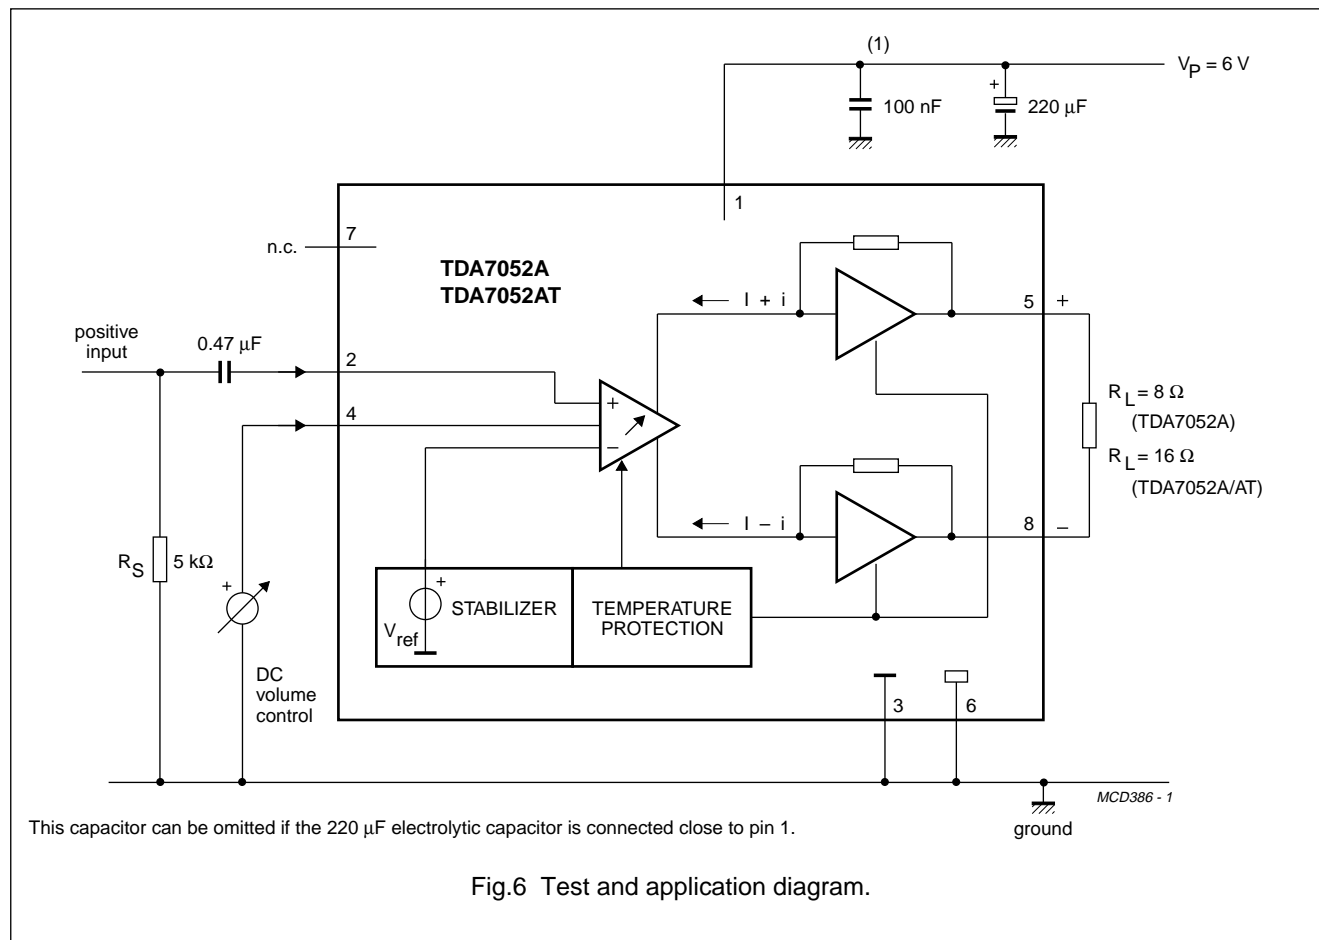 (1)
V_P = 6 V
100 nF
+
220 μF
1
7
n.c.
TDA7052A
TDA7052AT
I + i
5 +
positive
input
0.47 μF
2
+
R_L = 8 Ω
(TDA7052A)
4
−
R_L = 16 Ω
(TDA7052A/AT)
I − i
8 −
R_S 5 kΩ
+
+
STABILIZER
V_ref
TEMPERATURE
PROTECTION
DC
volume
control
3
6
MCD386 - 1
This capacitor can be omitted if the 220 μF electrolytic capacitor is connected close to pin 1.
ground
Fig.6 Test and application diagram.